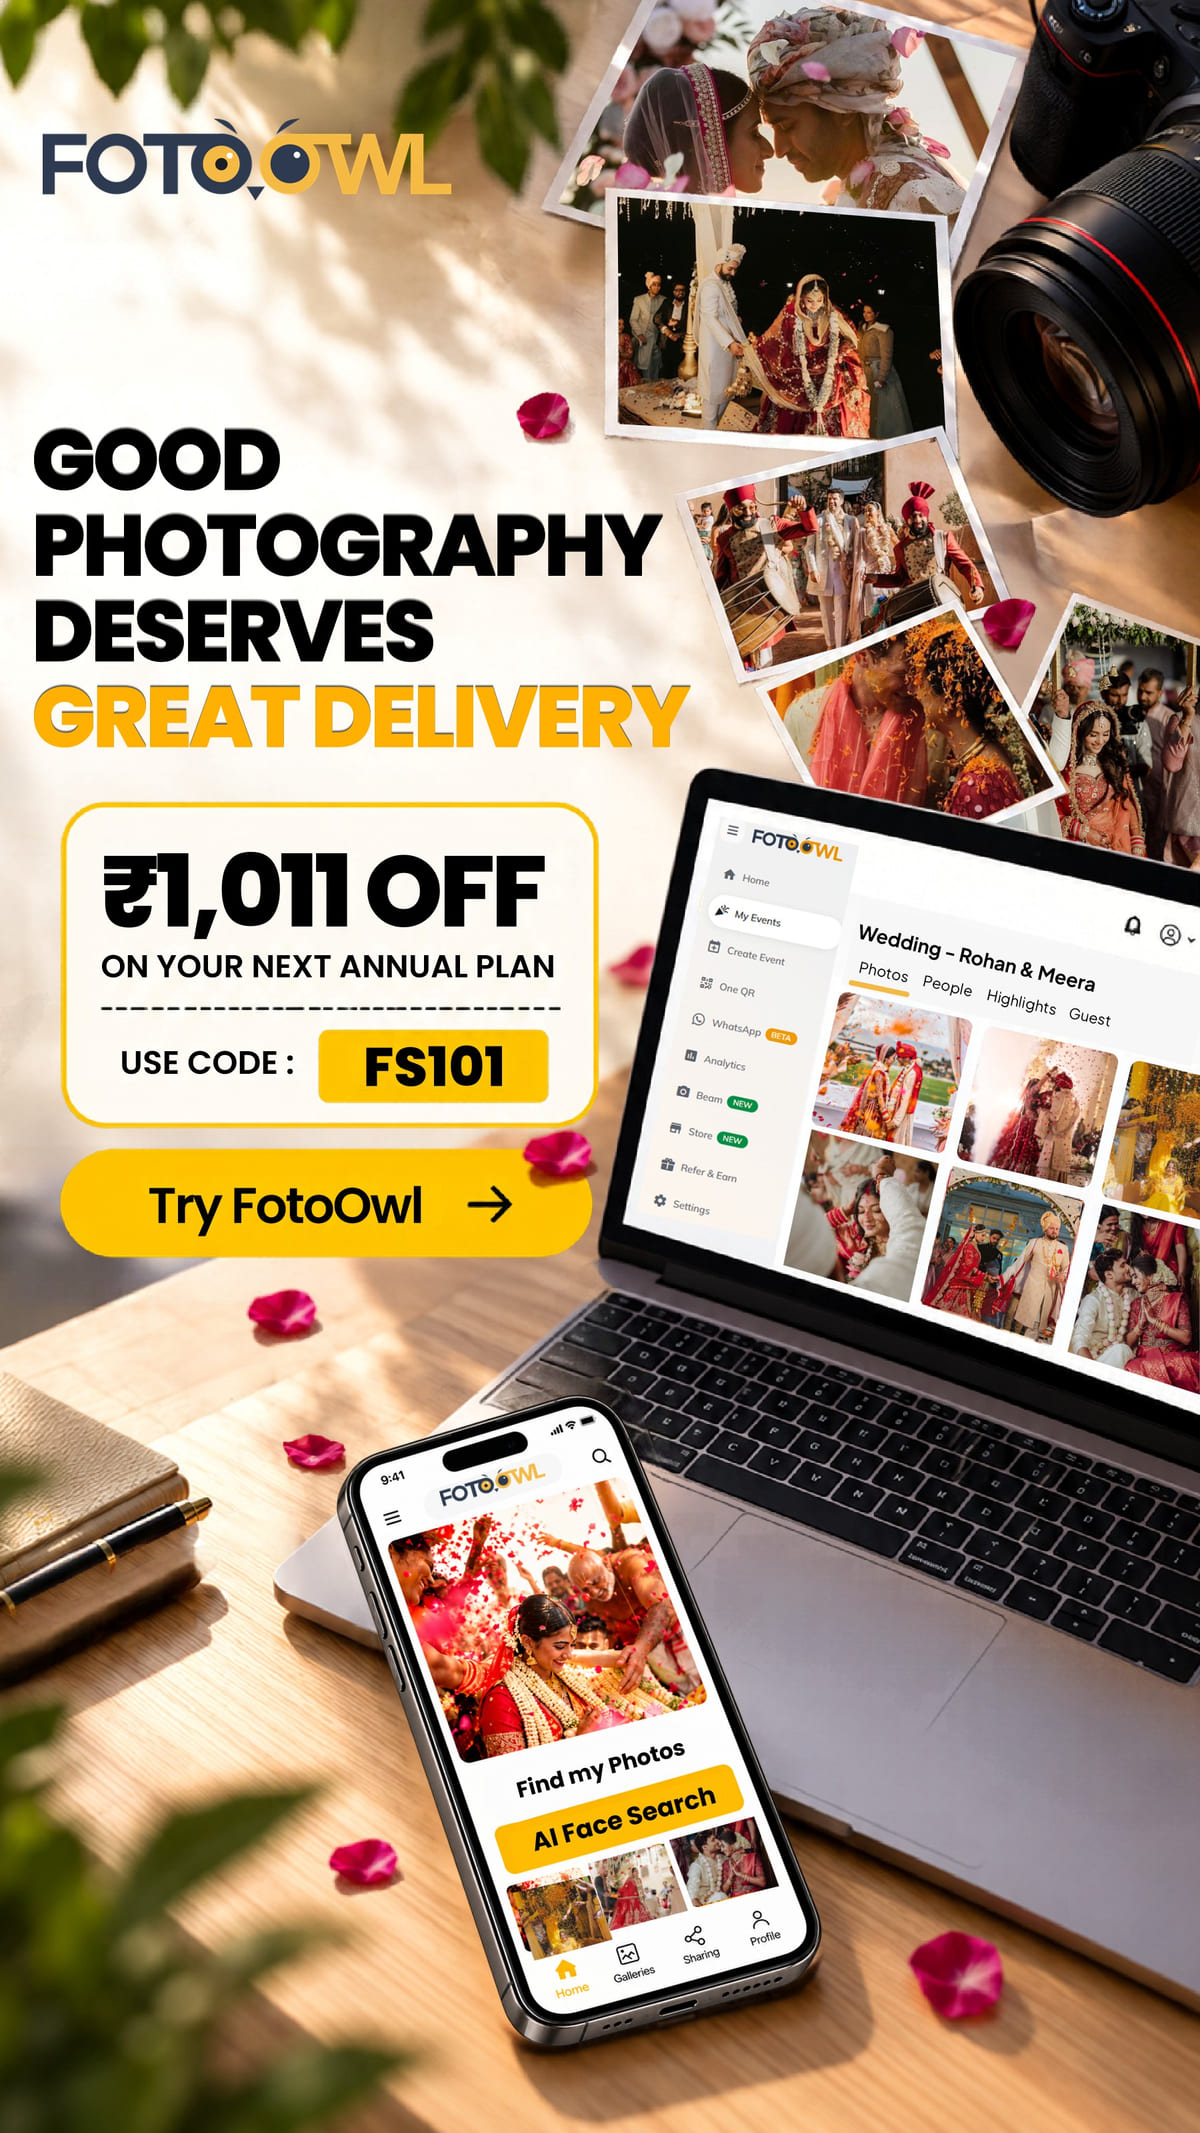 FOTOOWL
GOOD
PHOTOGRAPHY
DESERVES
GREAT DELIVERY
₹1,011 OFF
ON YOUR NEXT ANNUAL PLAN
USE CODE :
FS101
Try FotoOwl →
FOTOOWL
Home
My Events
Create Event
One QR
WhatsApp BETA
Analytics
Beam NEW
Store NEW
Refer & Earn
Settings
Wedding - Rohan & Meera
Photos People Highlights Guest
9:41
FOTOOWL
Find my Photos
AI Face Search
Home Galleries Sharing Profile